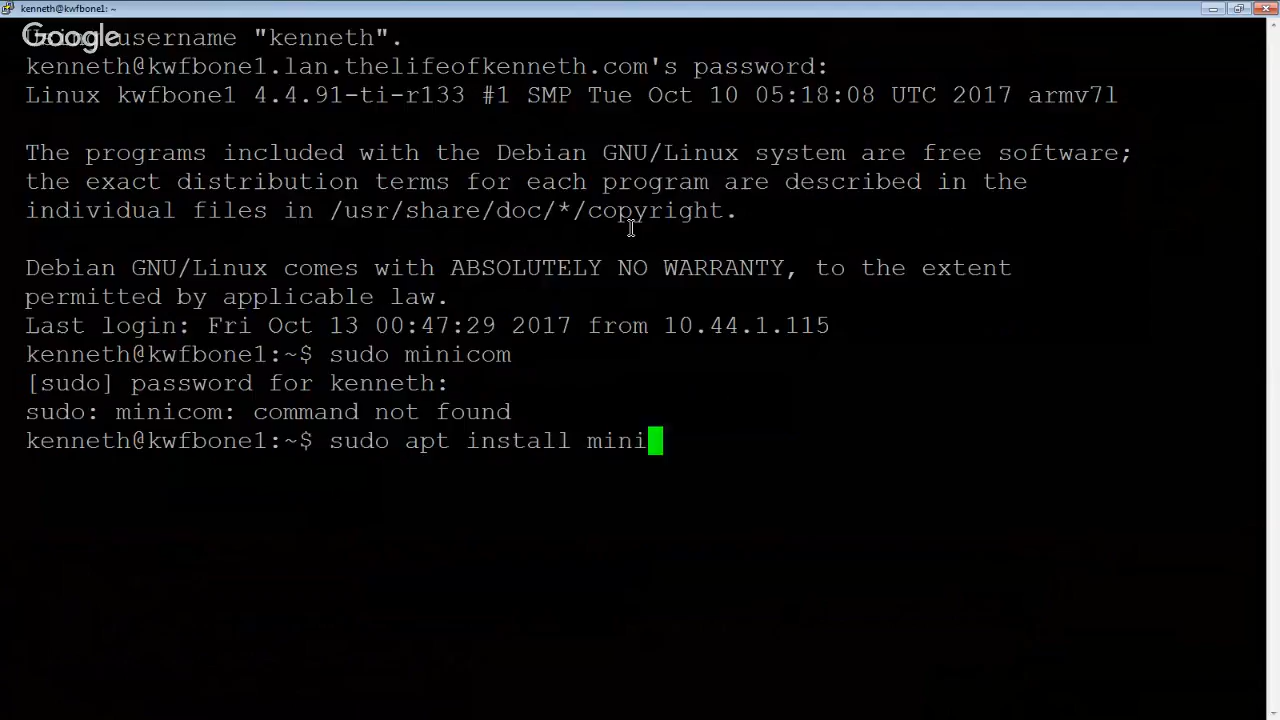 kenneth@kwfbone1: ~
Google
username "kenneth".
kenneth@kwfbone1.lan.thelifeofkenneth.com's password:
Linux kwfbone1 4.4.91-ti-r133 #1 SMP Tue Oct 10 05:18:08 UTC 2017 armv7l
The programs included with the Debian GNU/Linux system are free software;
the exact distribution terms for each program are described in the
individual files in /usr/share/doc/*/copyright.
Debian GNU/Linux comes with ABSOLUTELY NO WARRANTY, to the extent
permitted by applicable law.
Last login: Fri Oct 13 00:47:29 2017 from 10.44.1.115
kenneth@kwfbone1:~$ sudo minicom
[sudo] password for kenneth:
sudo: minicom: command not found
kenneth@kwfbone1:~$ sudo apt install mini